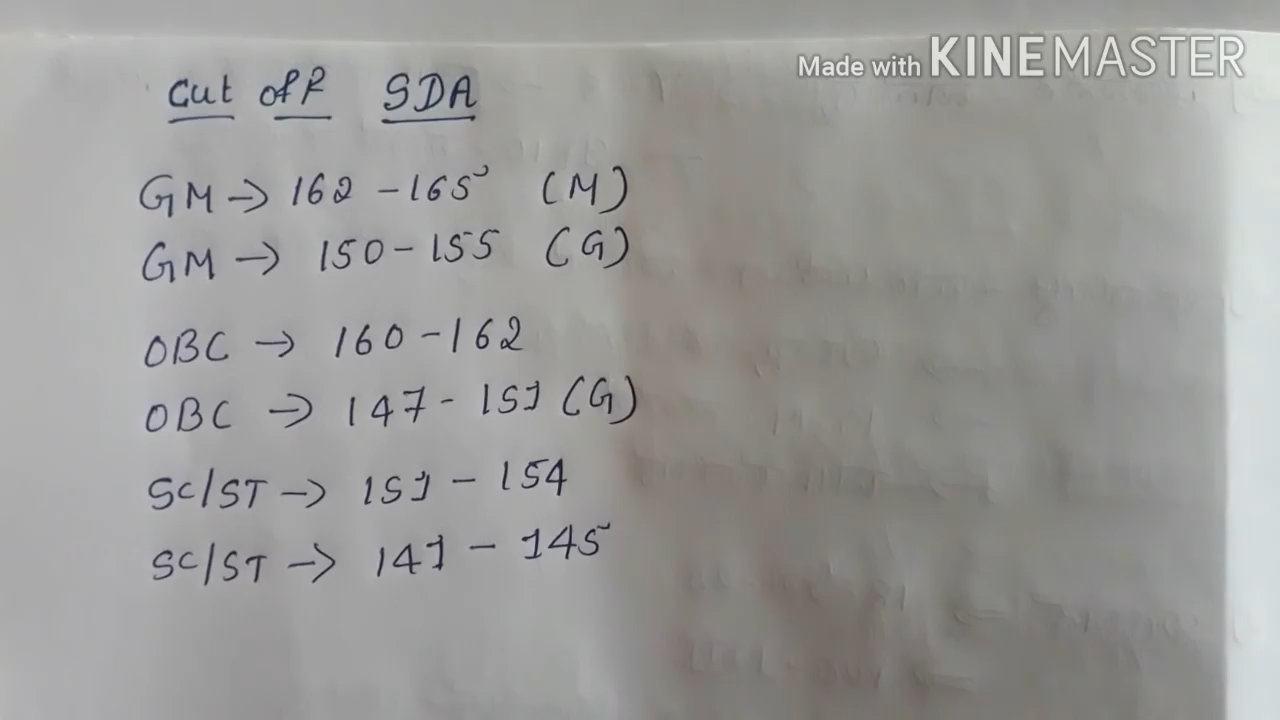 Made with KINEMASTER
Cut off SDA
GM → 162 - 165 (M)
GM → 150 - 155 (G)
OBC → 160 - 162
OBC → 147 - 151 (G)
SC/ST → 151 - 154
SC/ST → 141 - 145